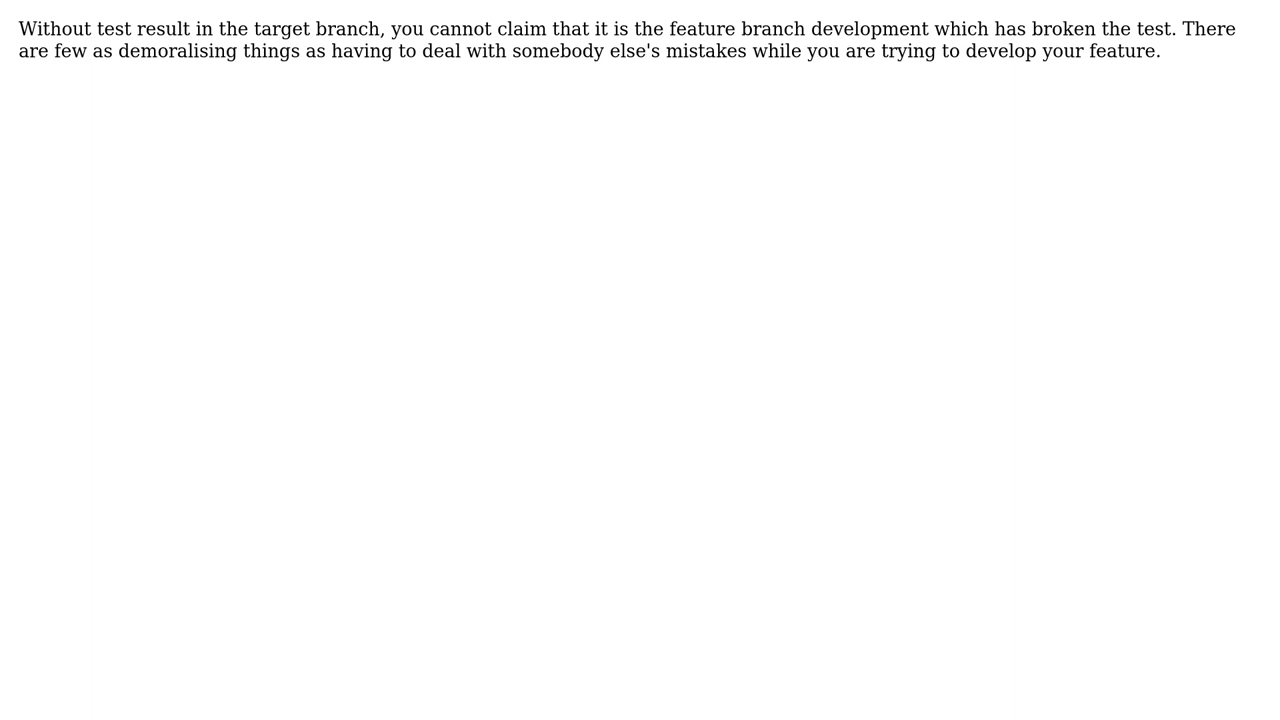 Without test result in the target branch, you cannot claim that it is the feature branch development which has broken the test. There
are few as demoralising things as having to deal with somebody else's mistakes while you are trying to develop your feature.